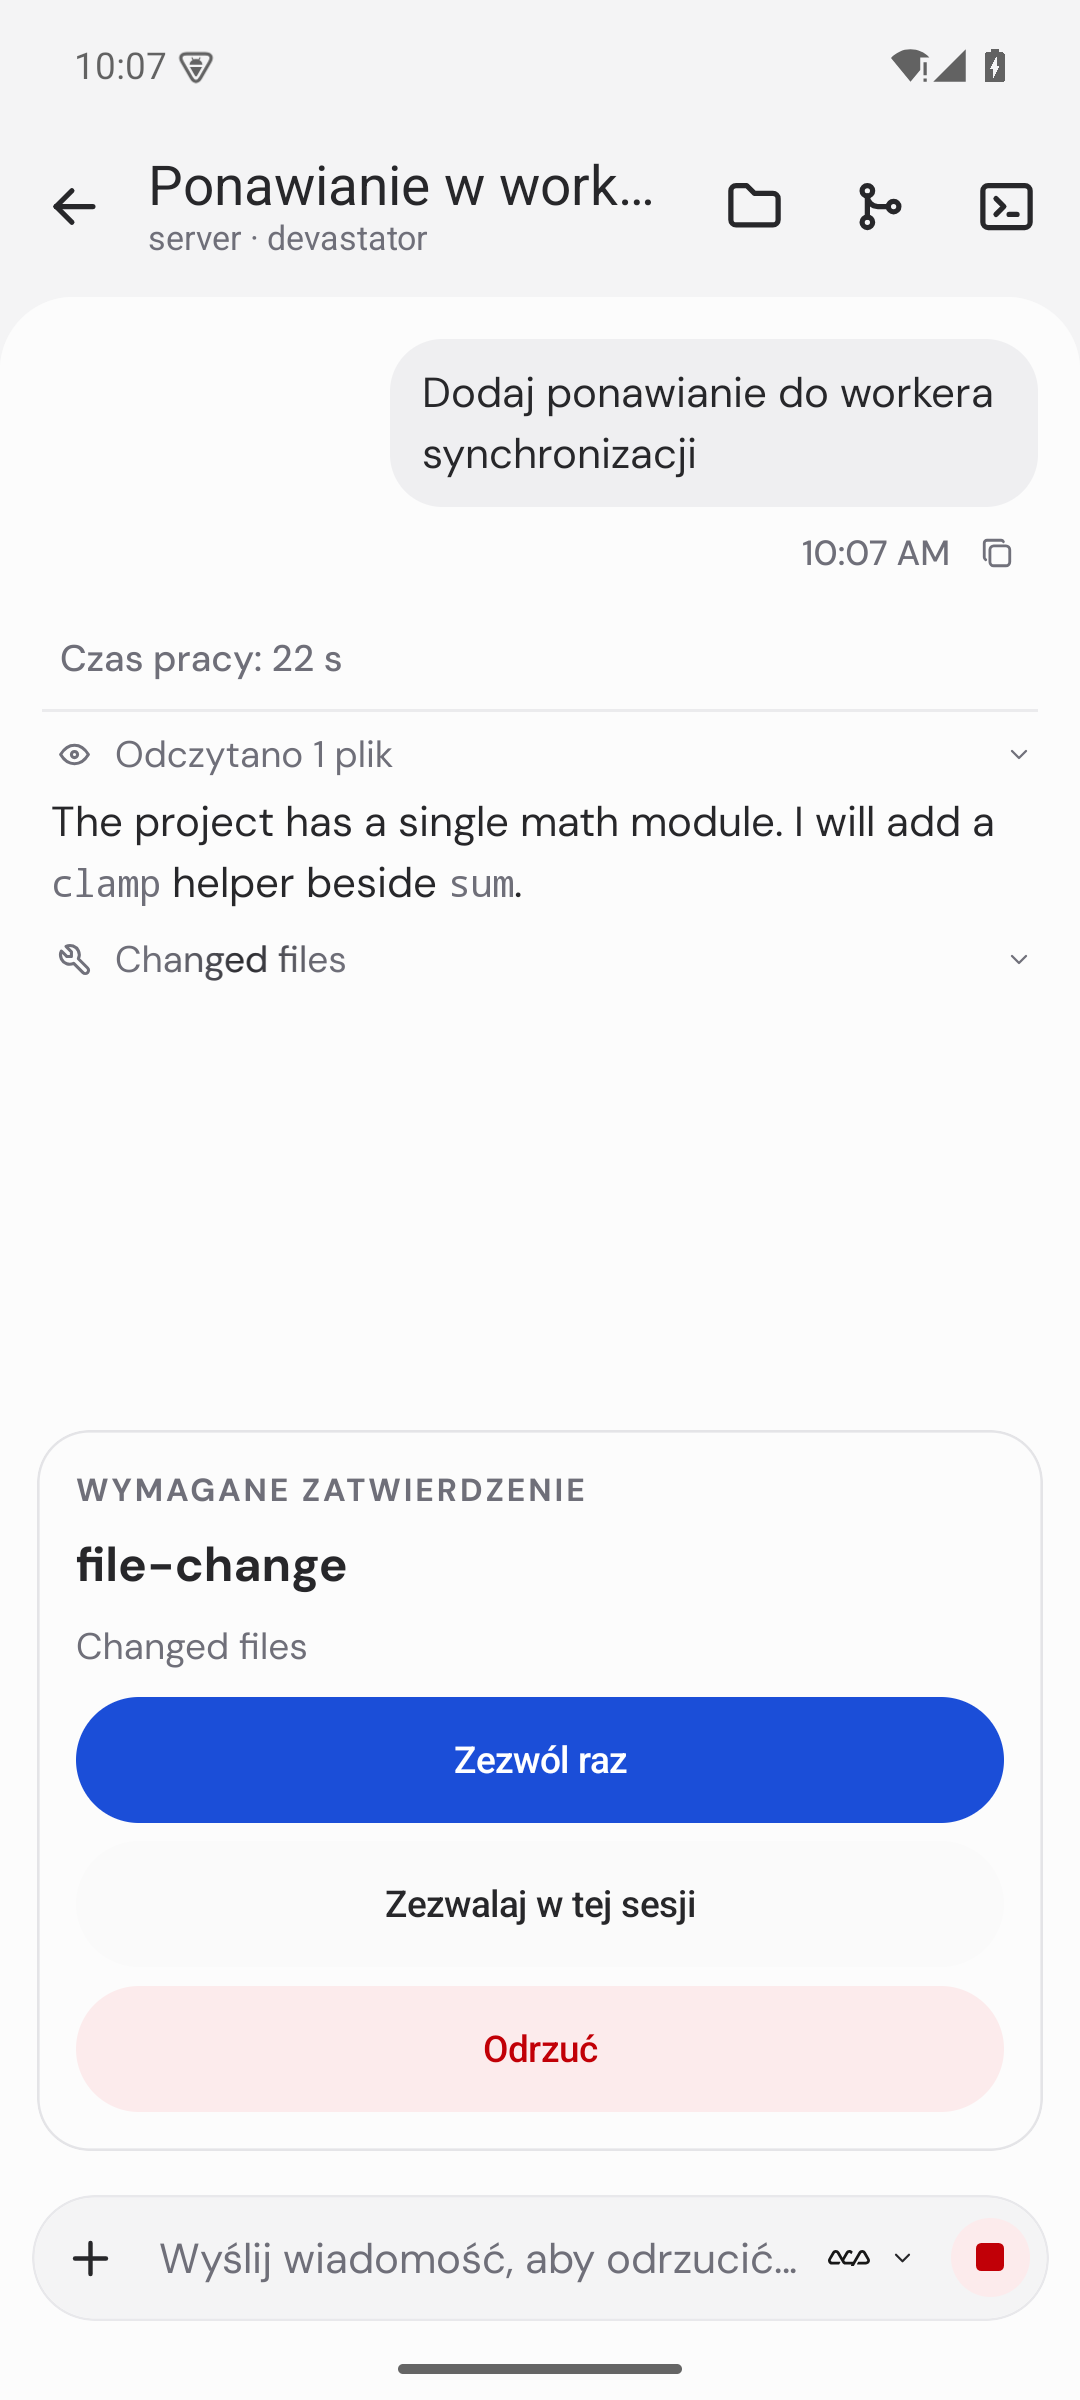 10:07
Ponawianie w work...
server · devastator
Dodaj ponawianie do workera
synchronizacji
10:07 AM
Czas pracy: 22 s
Odczytano 1 plik
The project has a single math module. I will add a
clamp helper beside sum.
Changed files
WYMAGANE ZATWIERDZENIE
file-change
Changed files
Zezwól raz
Zezwalaj w tej sesji
Odrzuć
Wyślij wiadomość, aby odrzucić...